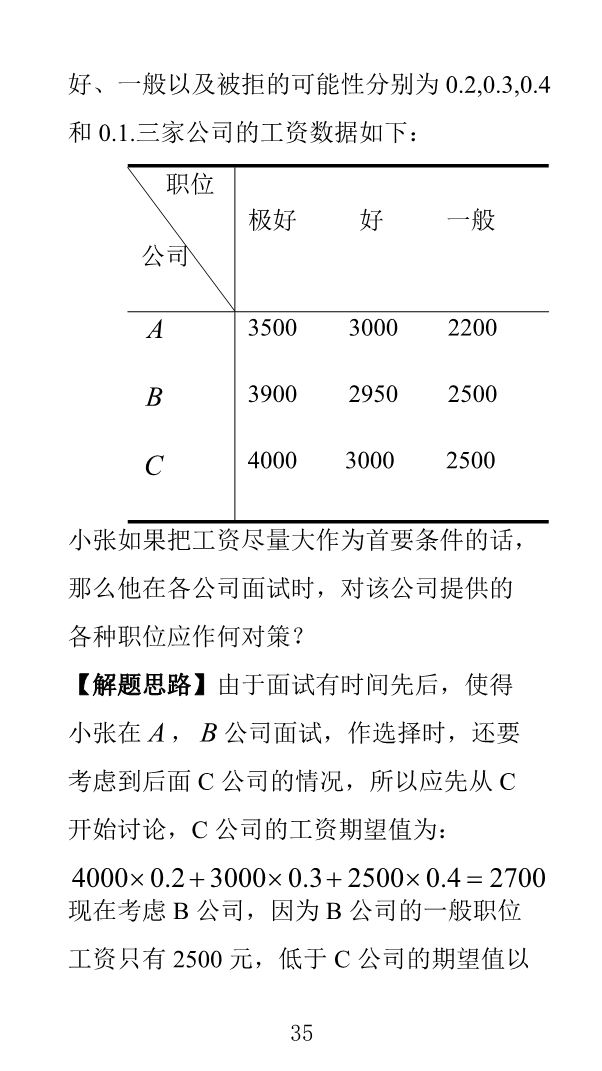 好、一般以及被拒的可能性分别为 0.2,0.3,0.4
和 0.1.三家公司的工资数据如下：
职位
极好 好 一般
公司
A 3500 3000 2200
B 3900 2950 2500
C 4000 3000 2500
小张如果把工资尽量大作为首要条件的话，
那么他在各公司面试时，对该公司提供的
各种职位应作何对策？
【解题思路】由于面试有时间先后，使得
小张在 A ，B 公司面试，作选择时，还要
考虑到后面 C 公司的情况，所以应先从 C
开始讨论，C 公司的工资期望值为：
4000×0.2+3000×0.3+2500×0.4=2700
现在考虑 B 公司，因为 B 公司的一般职位
工资只有 2500 元，低于 C 公司的期望值以
35